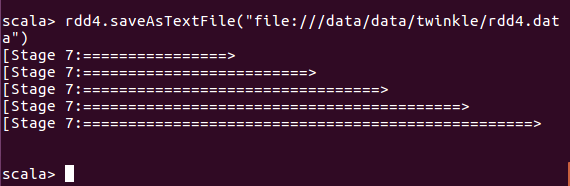 scala> rdd4.saveAsTextFile("file:///data/data/twinkle/rdd4.dat
a")
[Stage 7:================>
[Stage 7:=========================>
[Stage 7:=================================>
[Stage 7:==========================================>
[Stage 7:==================================================>
scala>